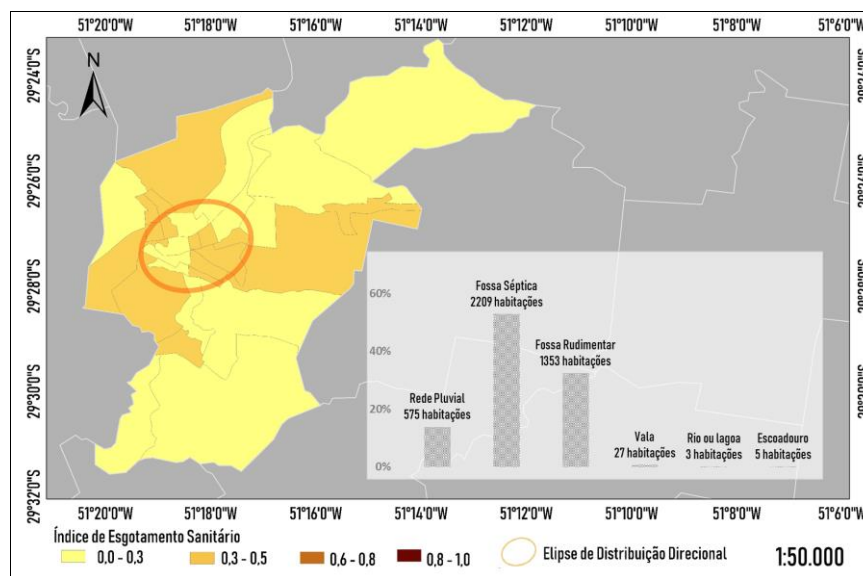 51°20'0"W 51°18'0"W 51°16'0"W 51°14'0"W 51°12'0"W 51°10'0"W 51°8'0"W 51°6'0"W
29°24'0"S
29°26'0"S
29°28'0"S
29°30'0"S
29°32'0"S
N
60%
40%
20%
0%
Fossa Séptica
2209 habitações
Fossa Rudimentar
1353 habitações
Rede Pluvial
575 habitações
Vala
27 habitações
Rio ou lagoa
3 habitações
Escoadouro
5 habitações
51°20'0"W 51°18'0"W 51°16'0"W 51°14'0"W 51°12'0"W 51°10'0"W 51°8'0"W 51°6'0"W
Índice de Esgotamento Sanitário
0,0 - 0,3 0,3 - 0,5 0,6 - 0,8 0,8 - 1,0 Elipse de Distribuição Direcional 1:50.000